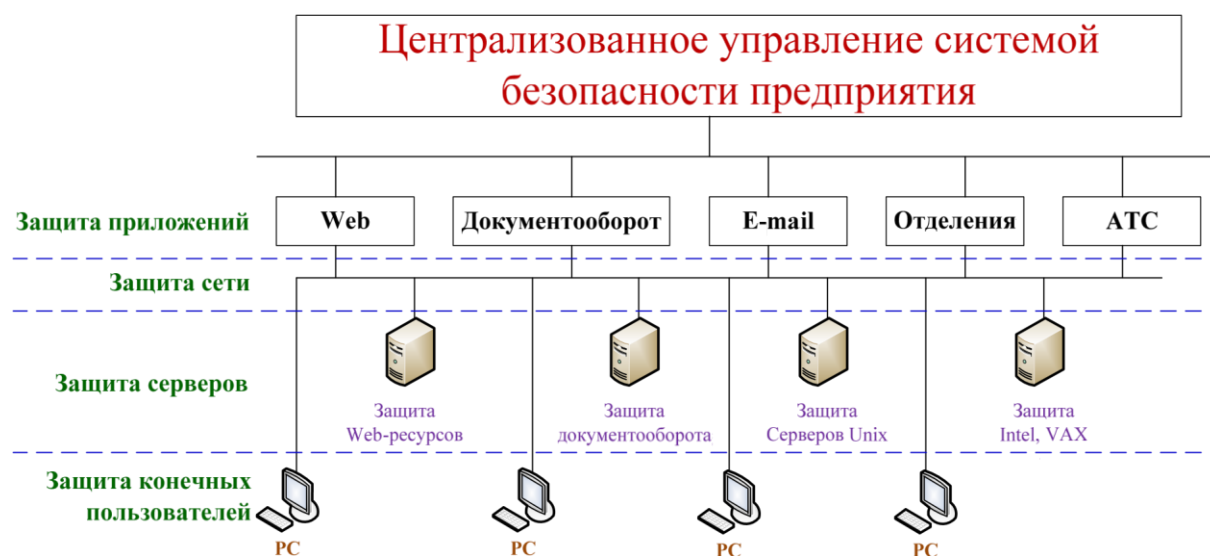 Централизованное управление системой
безопасности предприятия
Защита приложений
Web
Документооборот
E-mail
Отделения
АТС
Защита сети
Защита серверов
Защита
Web-ресурсов
Защита
документооборота
Защита
Серверов Unix
Защита
Intel, VAX
Защита конечных
пользователей
PC
PC
PC
PC